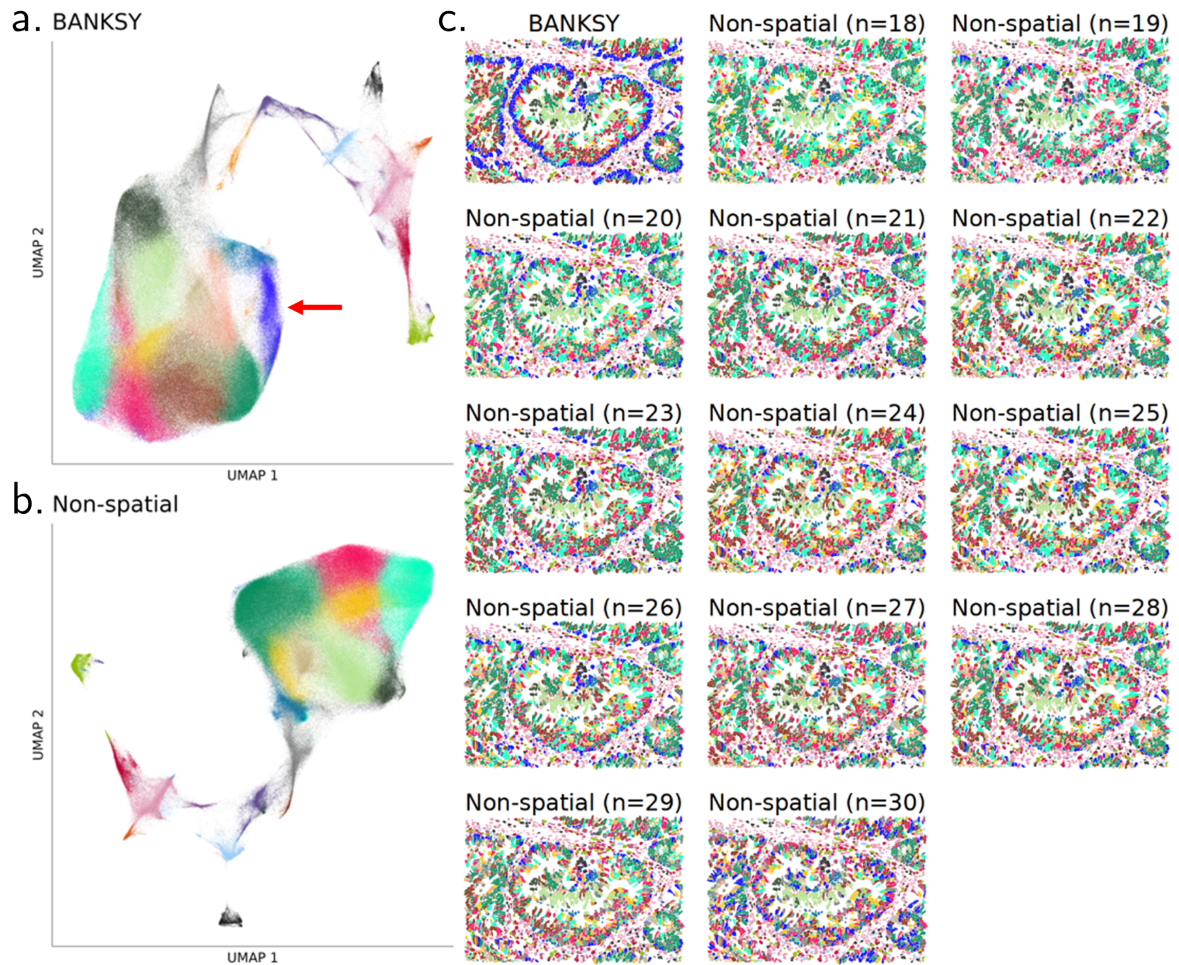 a. BANKSY
UMAP 2
UMAP 1
b. Non-spatial
UMAP 2
UMAP 1
c.
BANKSY
Non-spatial (n=18)
Non-spatial (n=19)
Non-spatial (n=20)
Non-spatial (n=21)
Non-spatial (n=22)
Non-spatial (n=23)
Non-spatial (n=24)
Non-spatial (n=25)
Non-spatial (n=26)
Non-spatial (n=27)
Non-spatial (n=28)
Non-spatial (n=29)
Non-spatial (n=30)